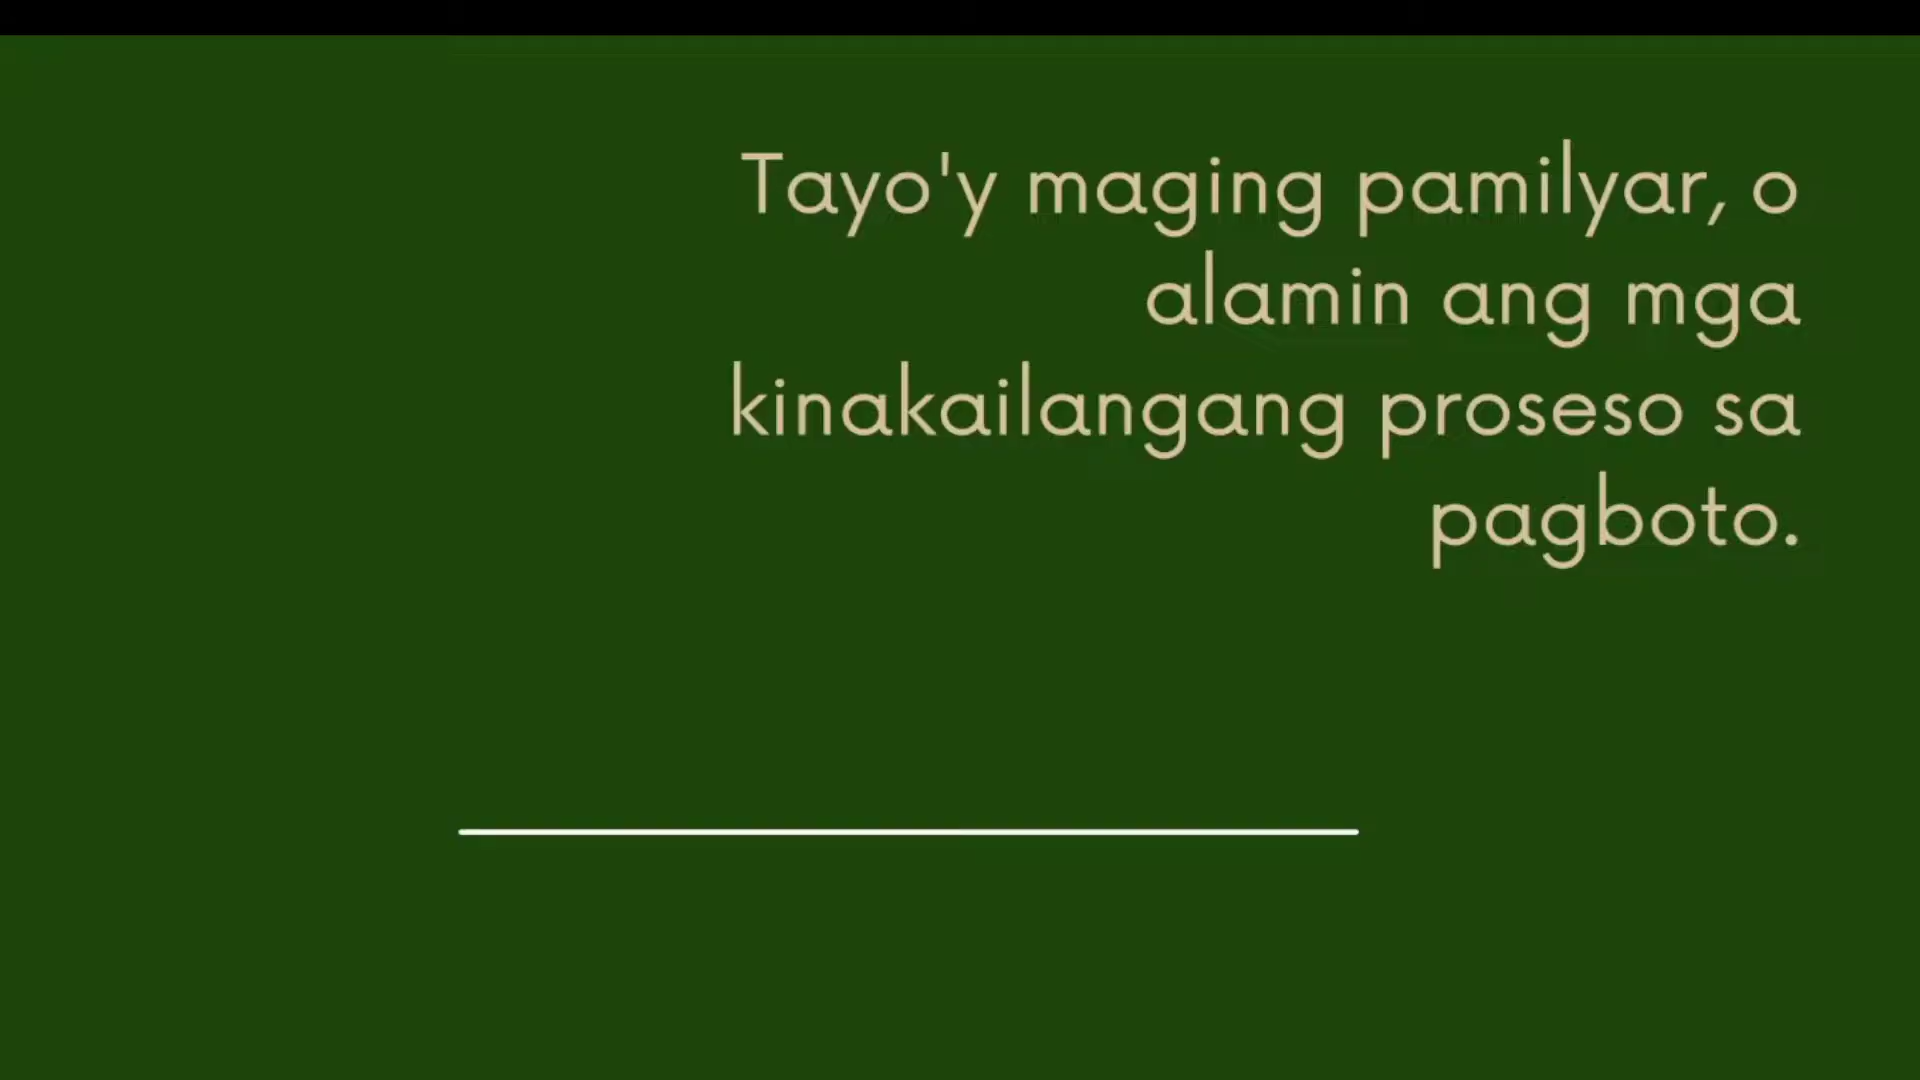 Tayo'y maging pamilyar, o
alamin ang mga
kinakailangang proseso sa
pagboto.